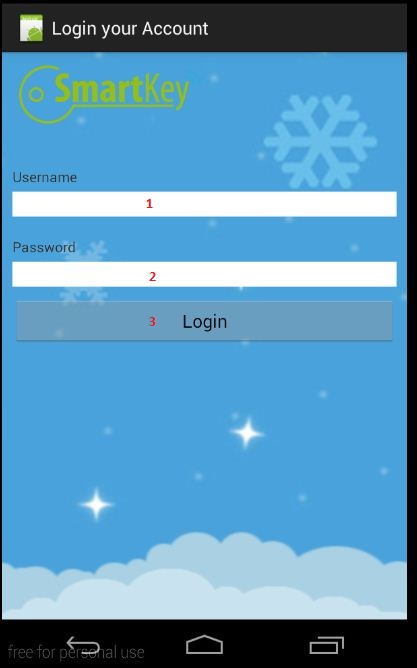 Login your Account
SmartKey
Username
1
Password
2
3 Login
free for personal use